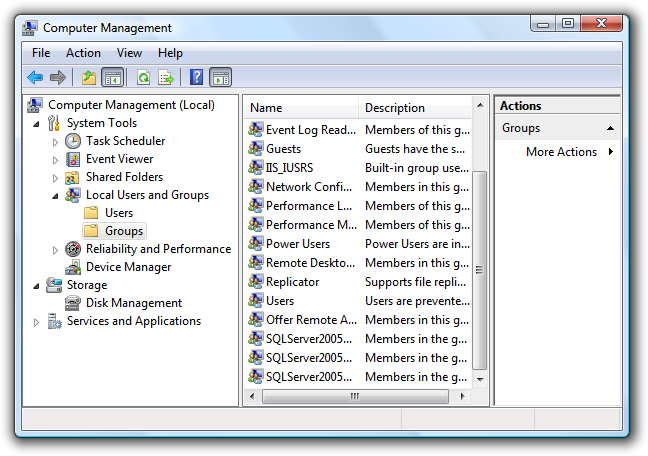 Computer Management
File Action View Help
Computer Management (Local)
System Tools
Task Scheduler
Event Viewer
Shared Folders
Local Users and Groups
Users
Groups
Reliability and Performance
Device Manager
Storage
Disk Management
Services and Applications
Name Description
Event Log Read... Members of this g...
Guests Guests have the s...
IIS_IUSRS Built-in group use...
Network Confi... Members in this g...
Performance L... Members of this g...
Performance M... Members of this g...
Power Users Power Users are in...
Remote Deskto... Members in this g...
Replicator Supports file repli...
Users Users are prevente...
Offer Remote A... Members in this g...
SQLServer2005... Members in the g...
SQLServer2005... Members in the g...
SQLServer2005... Members in the g...
Actions
Groups
More Actions